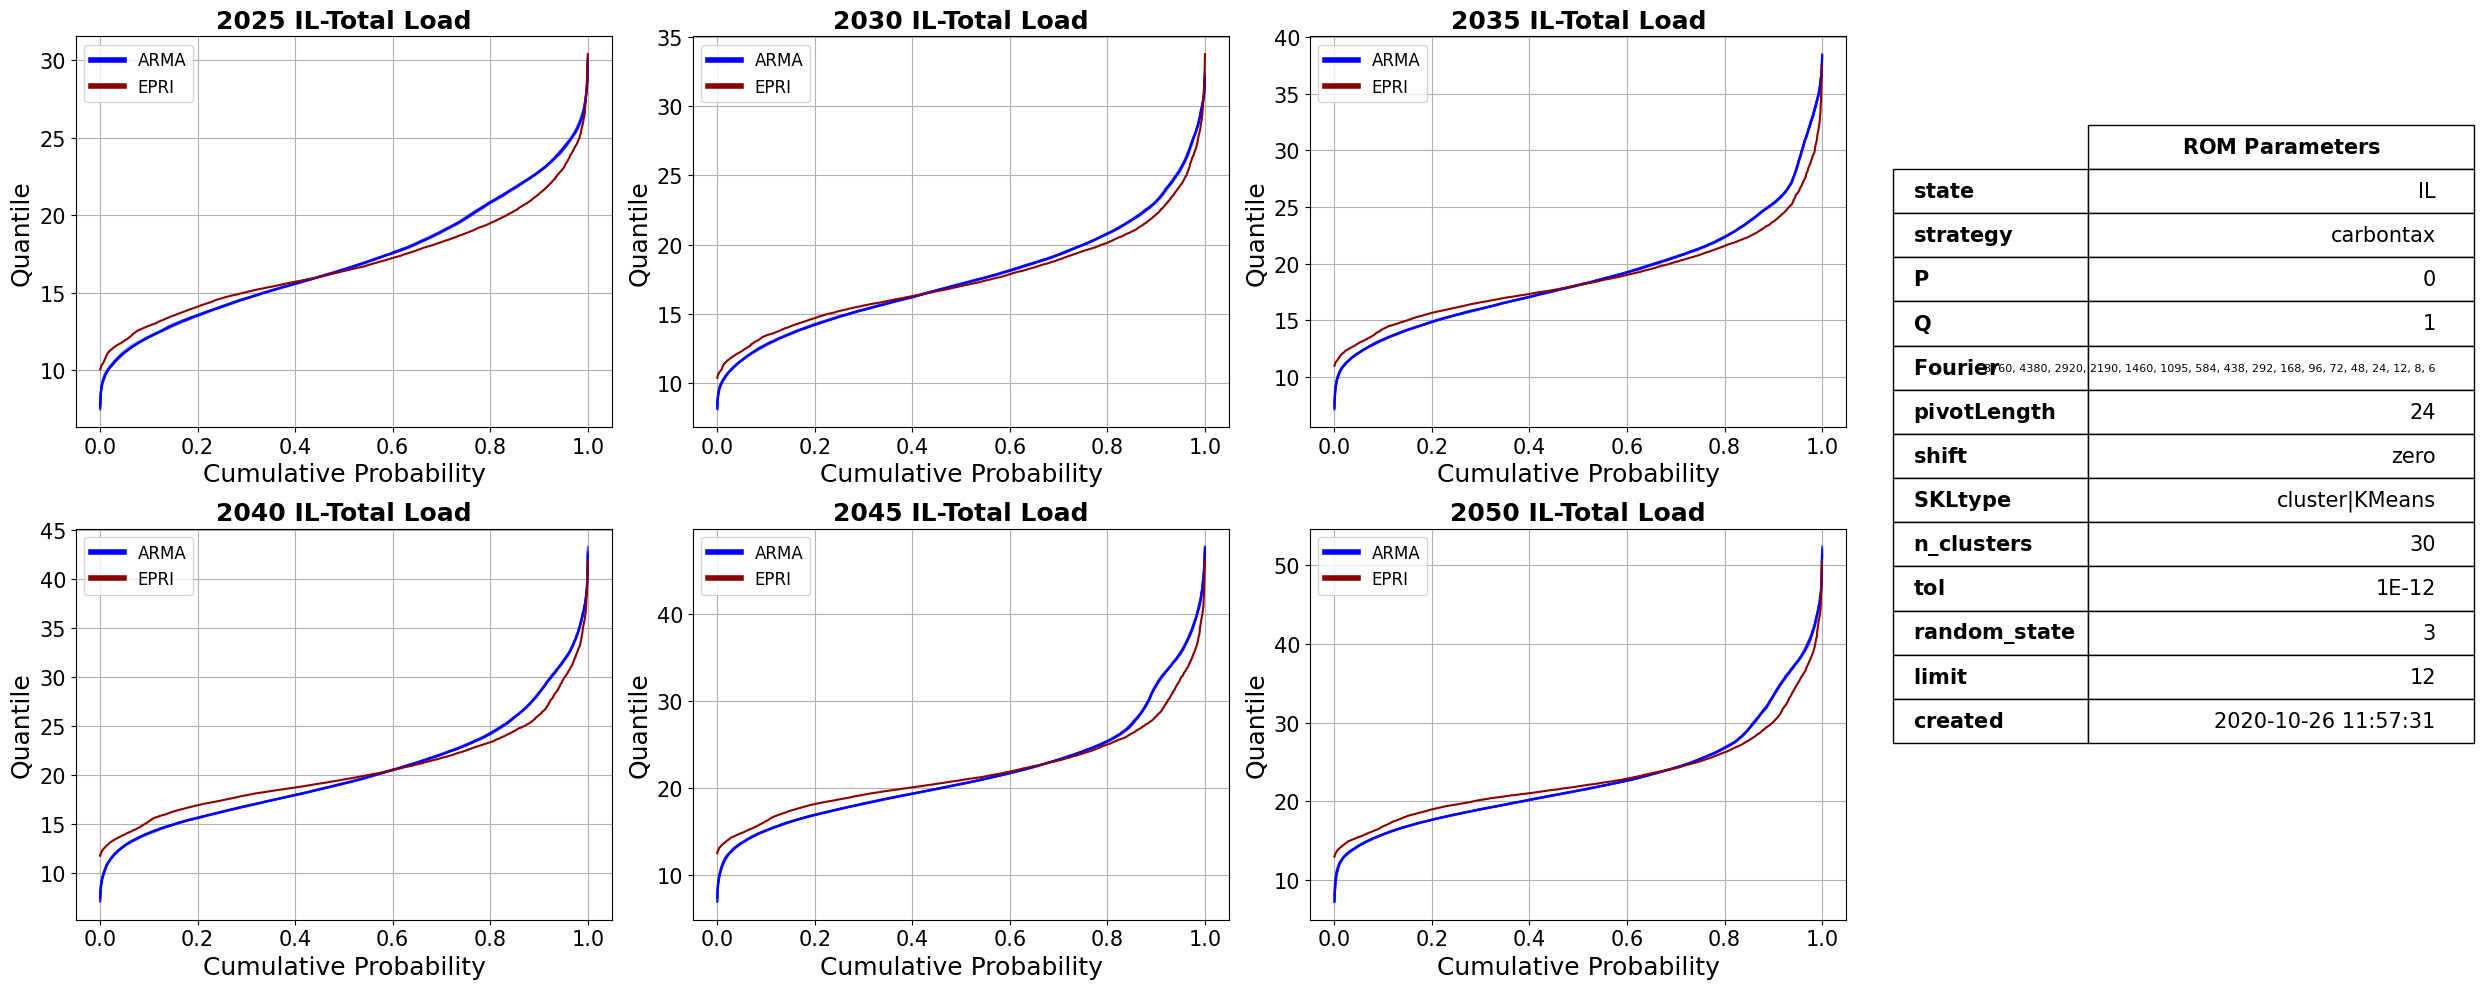 2025 IL-Total Load
ARMA
EPRI
Quantile
30
25
20
15
10
0.0 0.2 0.4 0.6 0.8 1.0
Cumulative Probability
2030 IL-Total Load
ARMA
EPRI
Quantile
35
30
25
20
15
10
0.0 0.2 0.4 0.6 0.8 1.0
Cumulative Probability
2035 IL-Total Load
ARMA
EPRI
Quantile
40
35
30
25
20
15
10
0.0 0.2 0.4 0.6 0.8 1.0
Cumulative Probability
2040 IL-Total Load
ARMA
EPRI
Quantile
45
40
35
30
25
20
15
10
0.0 0.2 0.4 0.6 0.8 1.0
Cumulative Probability
2045 IL-Total Load
ARMA
EPRI
Quantile
40
30
20
10
0.0 0.2 0.4 0.6 0.8 1.0
Cumulative Probability
2050 IL-Total Load
ARMA
EPRI
Quantile
50
40
30
20
10
0.0 0.2 0.4 0.6 0.8 1.0
Cumulative Probability
ROM Parameters
state IL
strategy carbontax
P 0
Q 1
Fourier 4380, 2920, 2190, 1460, 1095, 584, 438, 292, 168, 96, 72, 48, 24, 12, 8, 6
pivotLength 24
shift zero
SKLtype cluster|KMeans
n_clusters 30
tol 1E-12
random_state 3
limit 12
created 2020-10-26 11:57:31